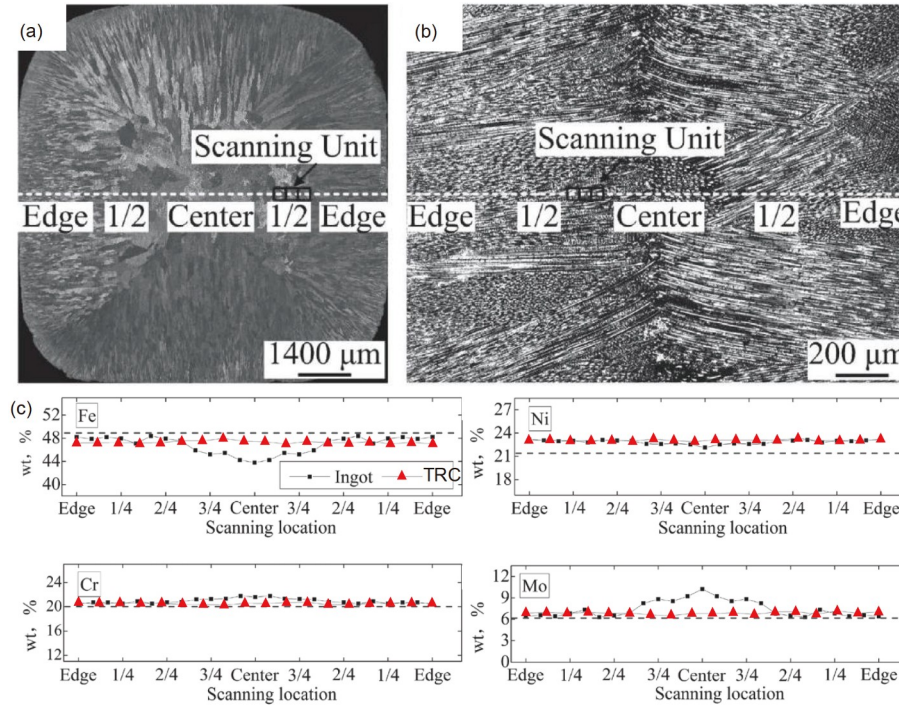 (a)
Scanning Unit
Edge 1/2 Center 1/2 Edge
1400 μm
(b)
Scanning Unit
Edge 1/2 Center 1/2 Edge
200 μm
(c)
Fe
wt, %
52
48
44
40
Ingot TRC
Edge 1/4 2/4 3/4 Center 3/4 2/4 1/4 Edge
Scanning location
Ni
wt, %
27
24
21
18
Edge 1/4 2/4 3/4 Center 3/4 2/4 1/4 Edge
Scanning location
Cr
wt, %
24
20
16
12
Edge 1/4 2/4 3/4 Center 3/4 2/4 1/4 Edge
Scanning location
Mo
wt, %
12
9
6
3
0
Edge 1/4 2/4 3/4 Center 3/4 2/4 1/4 Edge
Scanning location